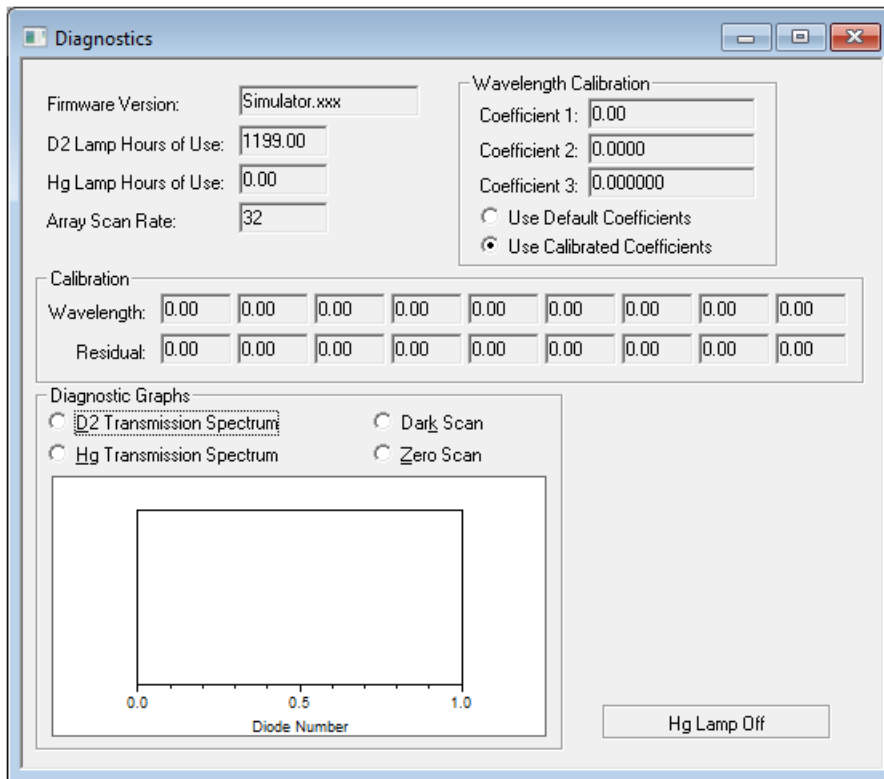 Diagnostics
Firmware Version: Simulator.xxx
D2 Lamp Hours of Use: 1199.00
Hg Lamp Hours of Use: 0.00
Array Scan Rate: 32
Wavelength Calibration
Coefficient 1: 0.00
Coefficient 2: 0.0000
Coefficient 3: 0.000000
Use Default Coefficients
Use Calibrated Coefficients
Calibration
Wavelength: 0.00 0.00 0.00 0.00 0.00 0.00 0.00 0.00 0.00
Residual: 0.00 0.00 0.00 0.00 0.00 0.00 0.00 0.00 0.00
Diagnostic Graphs
D2 Transmission Spectrum Dark Scan
Hg Transmission Spectrum Zero Scan
0.0 0.5 1.0
Diode Number
Hg Lamp Off